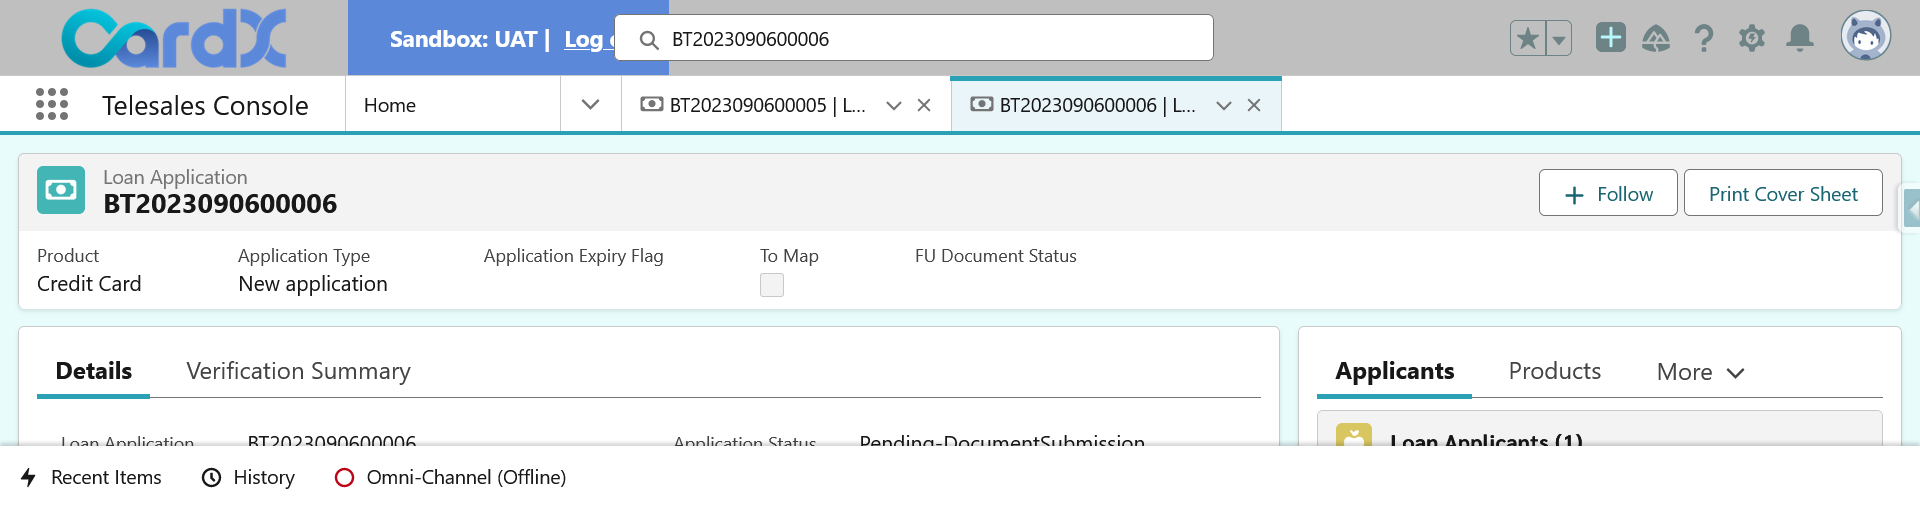 CardX
Sandbox: UAT | Log
BT2023090600006
Telesales Console
Home
BT2023090600005 | L...
BT2023090600006 | L...
Loan Application
BT2023090600006
Follow
Print Cover Sheet
Product
Application Type
Application Expiry Flag
To Map
FU Document Status
Credit Card
New application
Details
Verification Summary
Applicants
Products
More
Loan Application
BT2023090600006
Application Status
Pending-DocumentSubmission
Loan Applicants (1)
Recent Items
History
Omni-Channel (Offline)